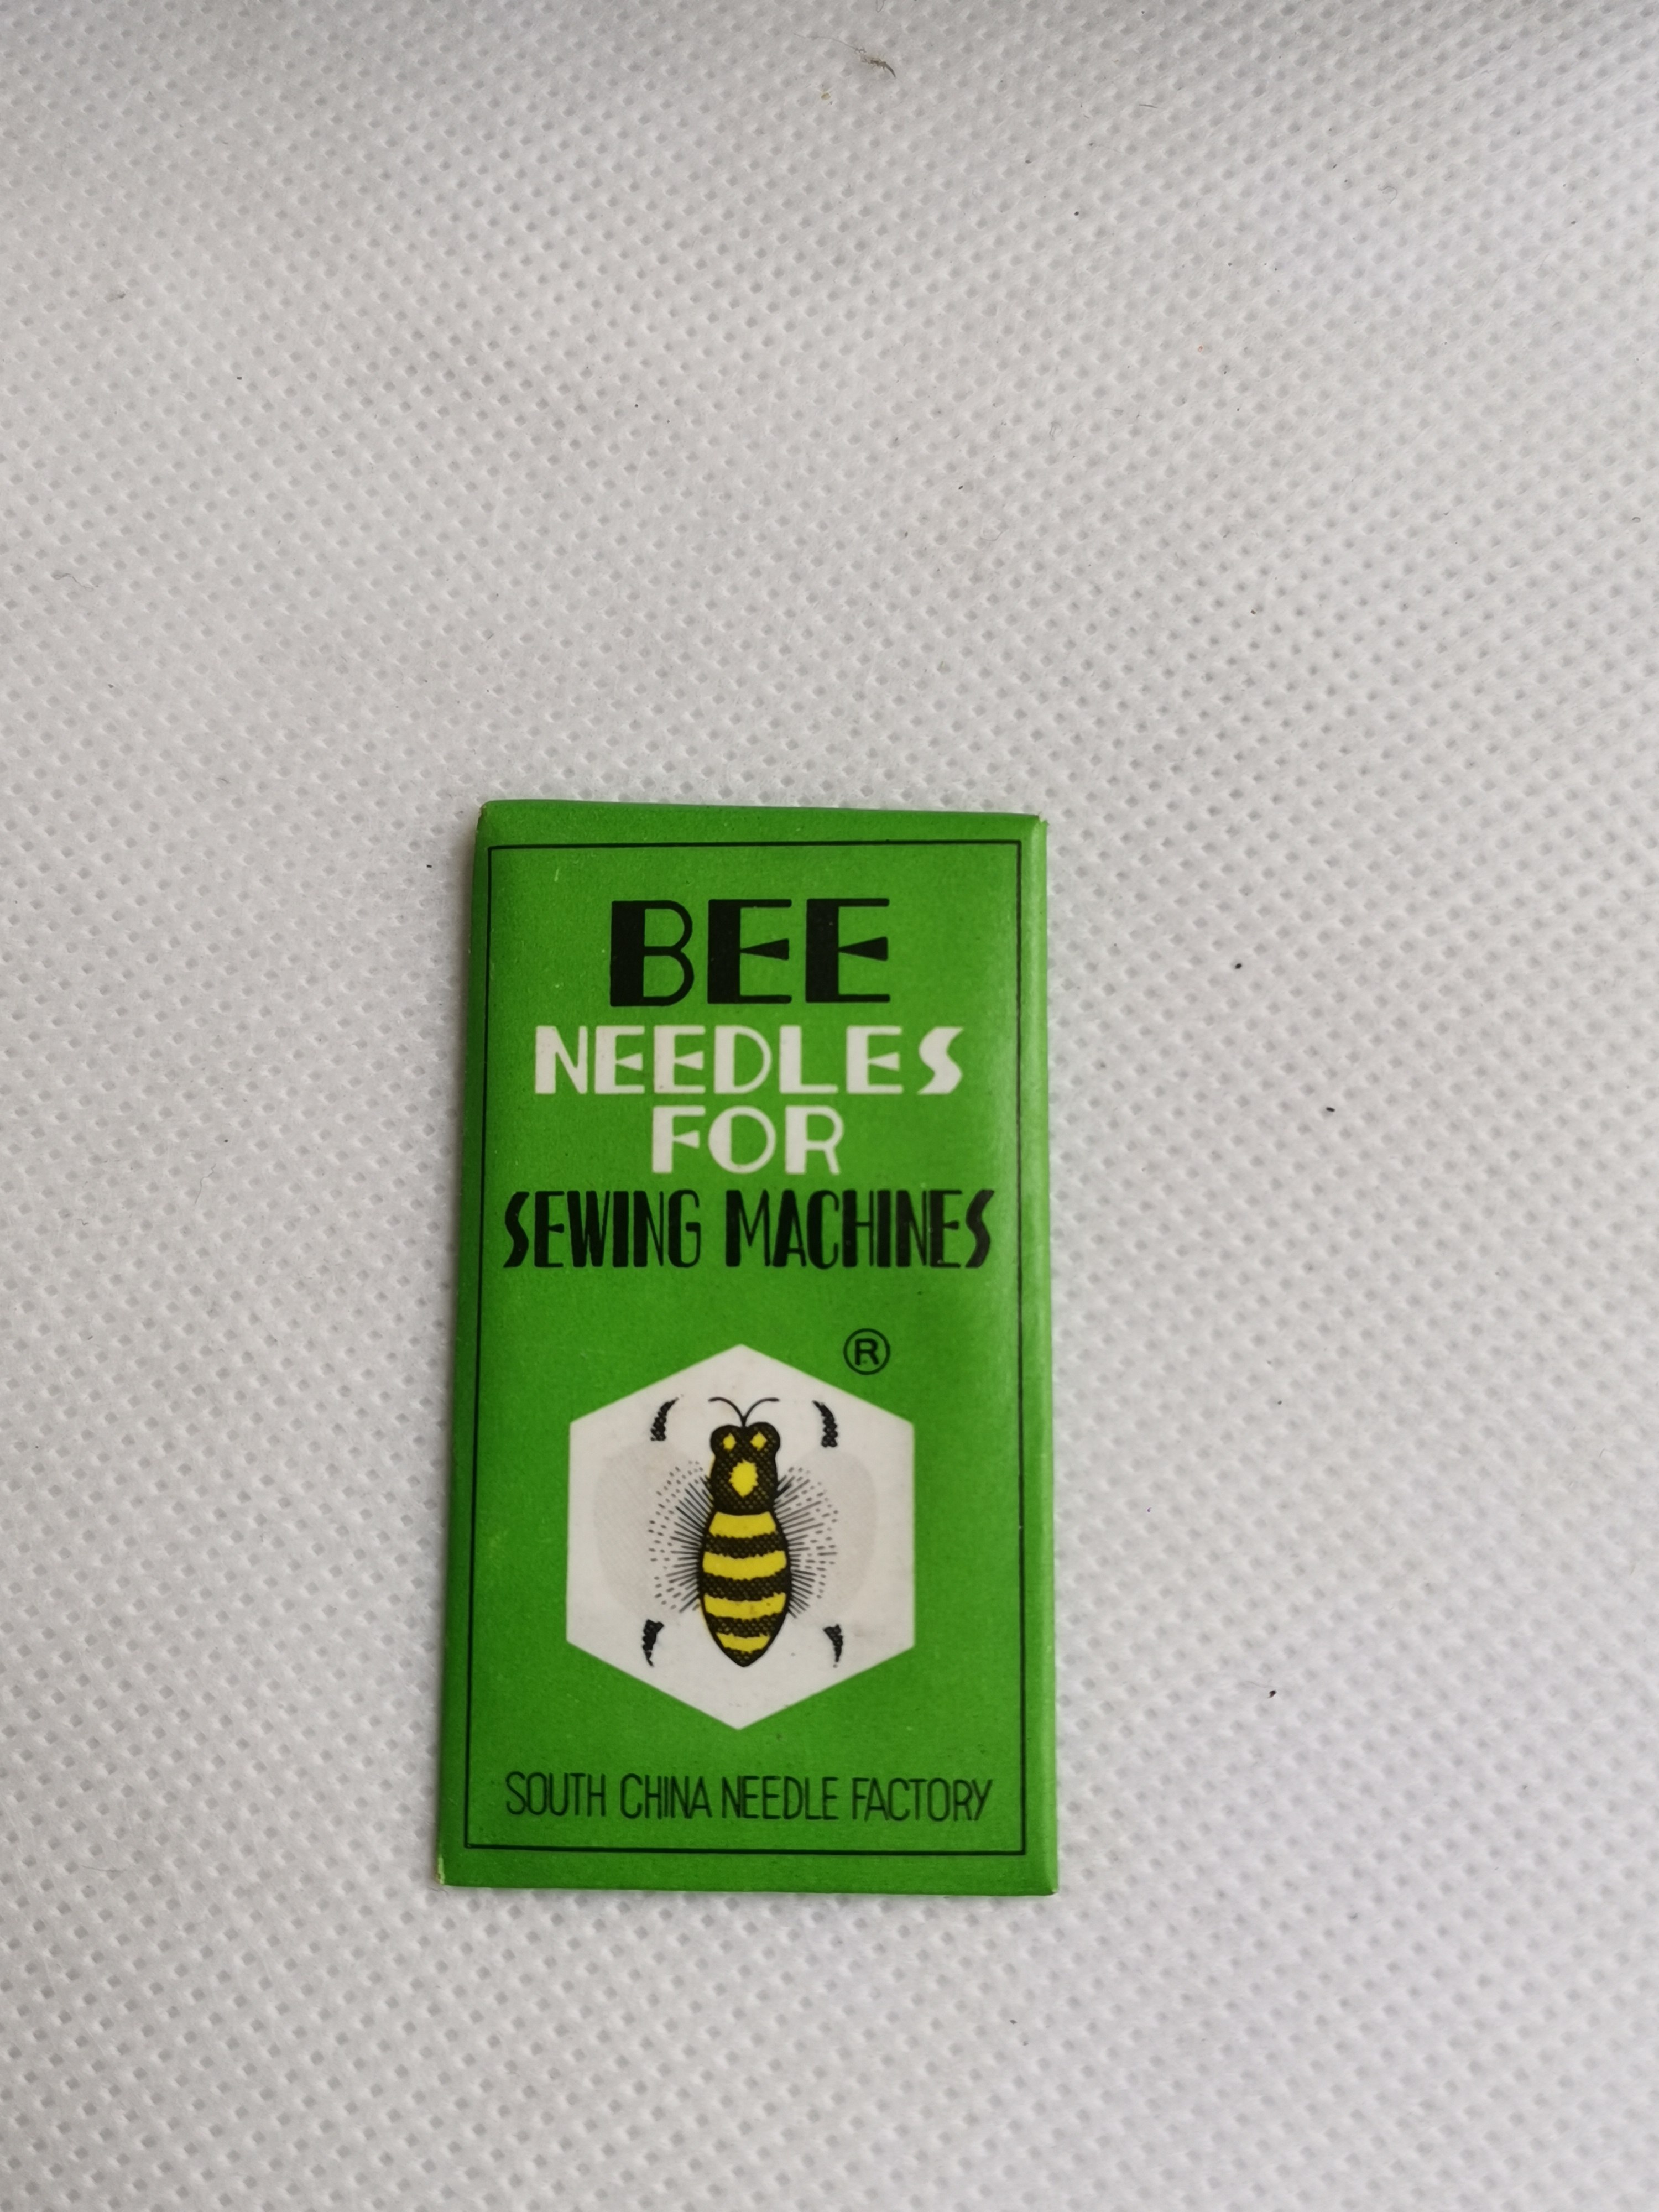 BEE
NEEDLES
FOR
SEWING MACHINES
®
SOUTH CHINA NEEDLE FACTORY